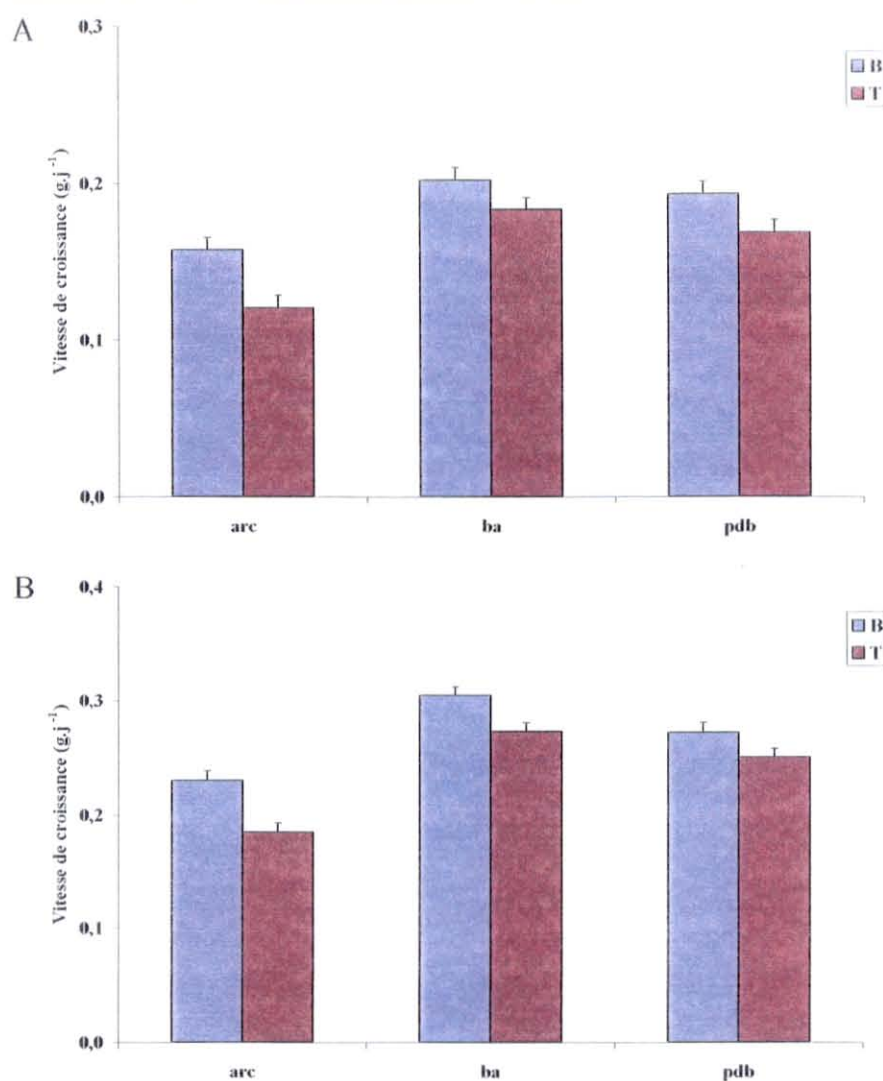 A
0,3
0,2
0,1
0,0
Vitesse de croissance (g.j⁻¹)
B
T
arc ba pdb
B
0,4
0,3
0,2
0,1
0,0
Vitesse de croissance (g.j⁻¹)
B
T
arc ba pdb